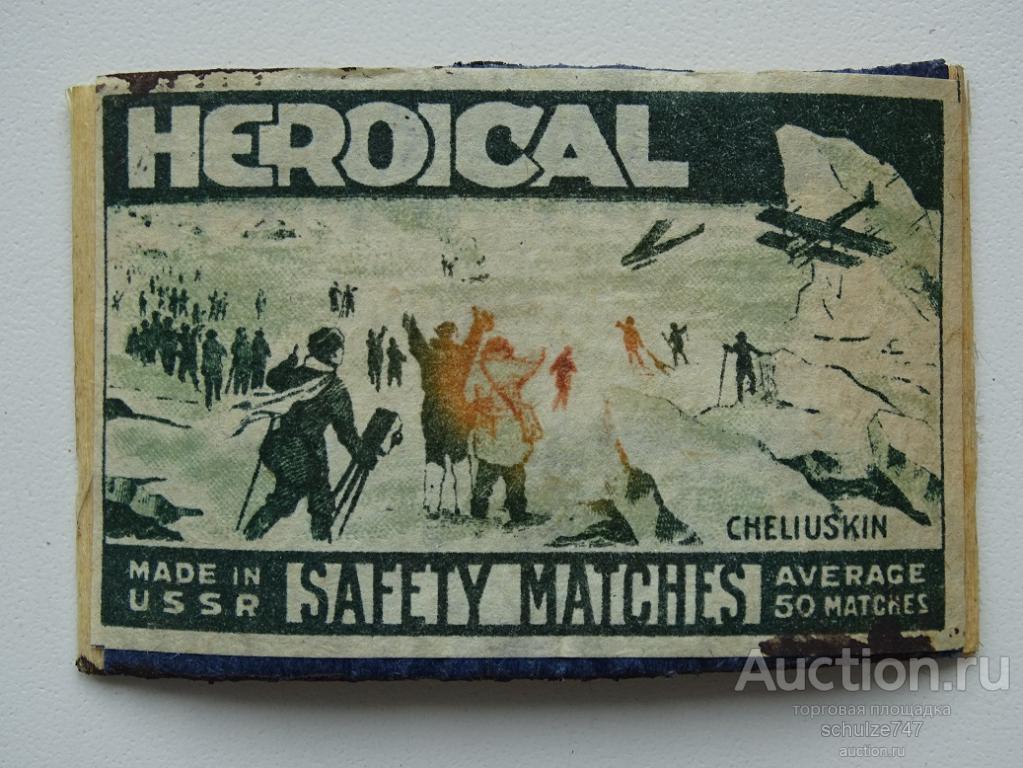 HEROICAL
CHELIUSKIN
MADE IN
USSR
SAFETY MATCHES
AVERAGE
50 MATCHES
Auction.ru
торговая площадка
schulze747
auction.ru